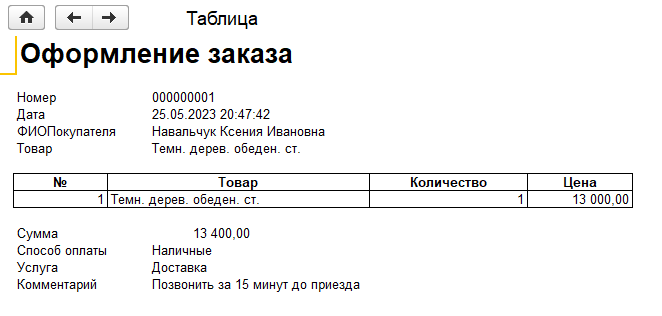 Таблица
Оформление заказа
Номер 000000001
Дата 25.05.2023 20:47:42
ФИОПокупателя Навальчук Ксения Ивановна
Товар Темн. дерев. обеден. ст.
№ Товар Количество Цена
1 Темн. дерев. обеден. ст. 1 13 000,00
Сумма 13 400,00
Способ оплаты Наличные
Услуга Доставка
Комментарий Позвонить за 15 минут до приезда